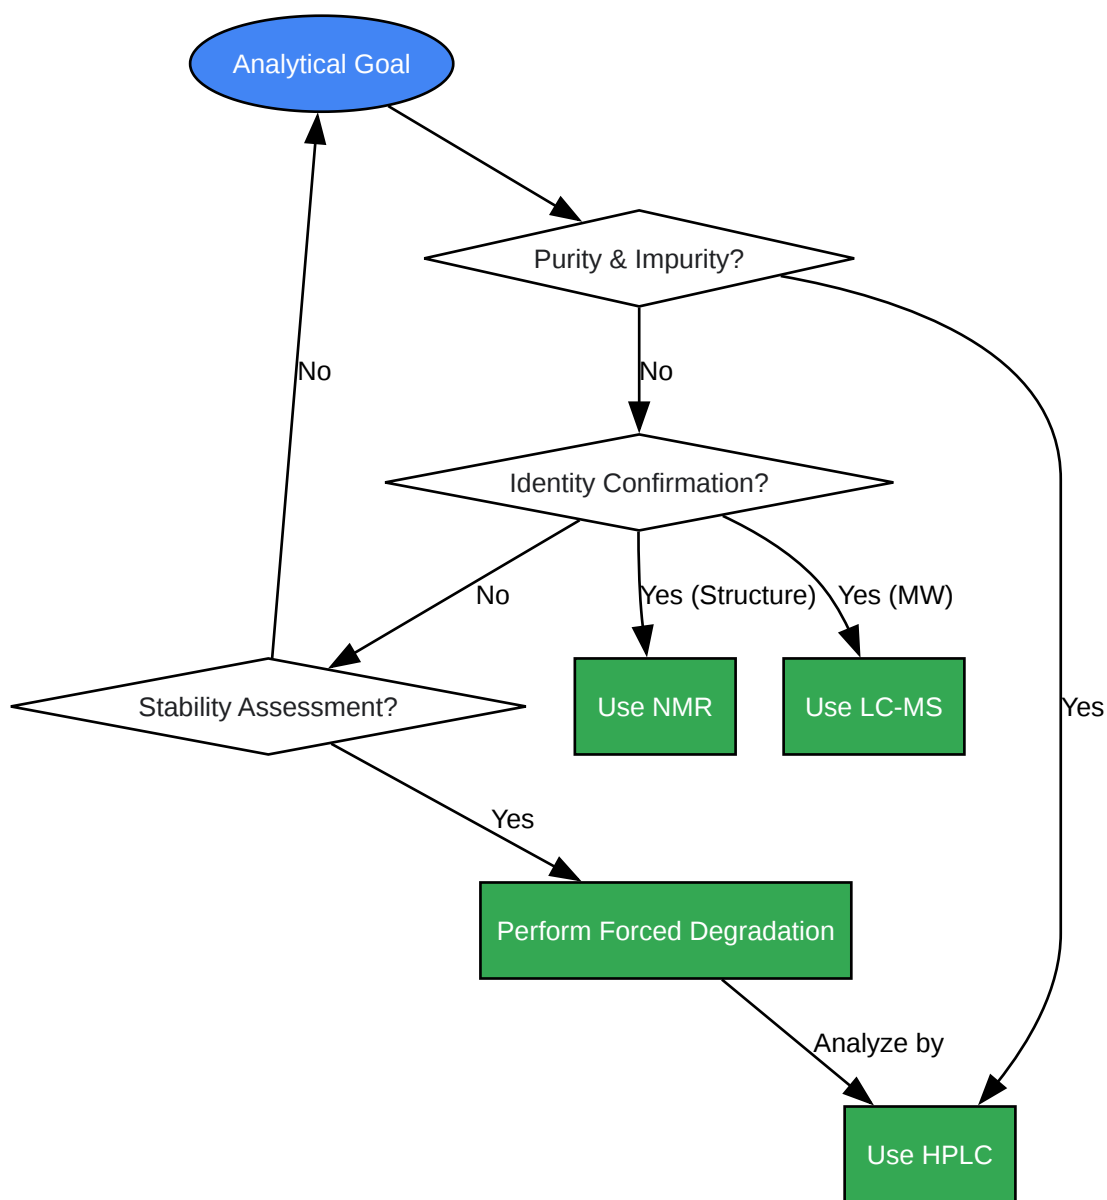 Analytical Goal
Purity & Impurity?
No
No
Identity Confirmation?
No
Yes (Structure)
Yes (MW)
Stability Assessment?
Use NMR
Use LC-MS
Yes
Yes
Perform Forced Degradation
Analyze by
Use HPLC